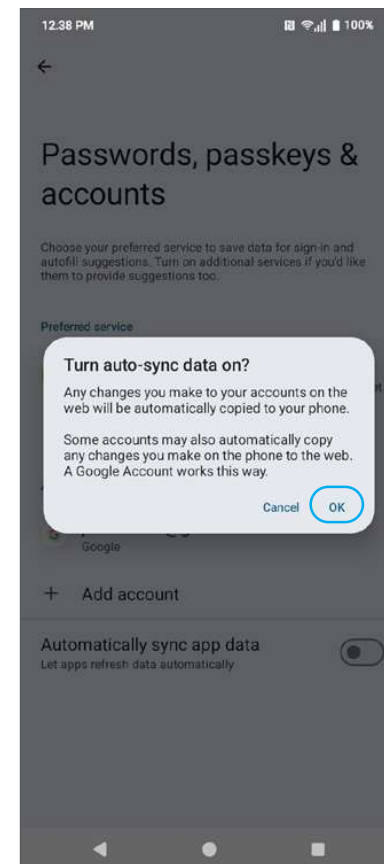 12.38 PM
100%
Passwords, passkeys &
accounts
Choose your preferred service to save data for sign-in and
autofill suggestions. Turn on additional services if you'd like
them to provide suggestions too.
Preferred service
Turn auto-sync data on?
Any changes you make to your accounts on the
web will be automatically copied to your phone.
Some accounts may also automatically copy
any changes you make on the phone to the web.
A Google Account works this way.
Cancel OK
Google
+ Add account
Automatically sync app data
Let apps refresh data automatically